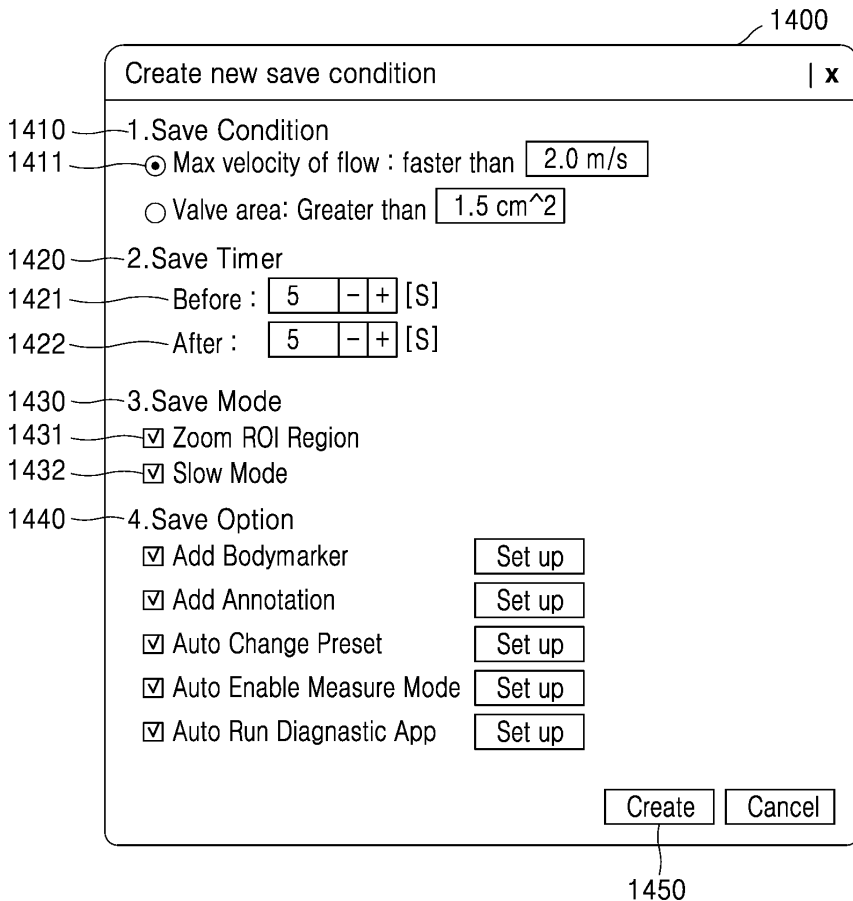 1400
Create new save condition | x
1410 1.Save Condition
1411 Max velocity of flow : faster than 2.0 m/s
Valve area: Greater than 1.5 cm^2
1420 2.Save Timer
1421 Before : 5 - + [S]
1422 After : 5 - + [S]
1430 3.Save Mode
1431 Zoom ROI Region
1432 Slow Mode
1440 4.Save Option
Add Bodymarker Set up
Add Annotation Set up
Auto Change Preset Set up
Auto Enable Measure Mode Set up
Auto Run Diagnastic App Set up
Create Cancel
1450